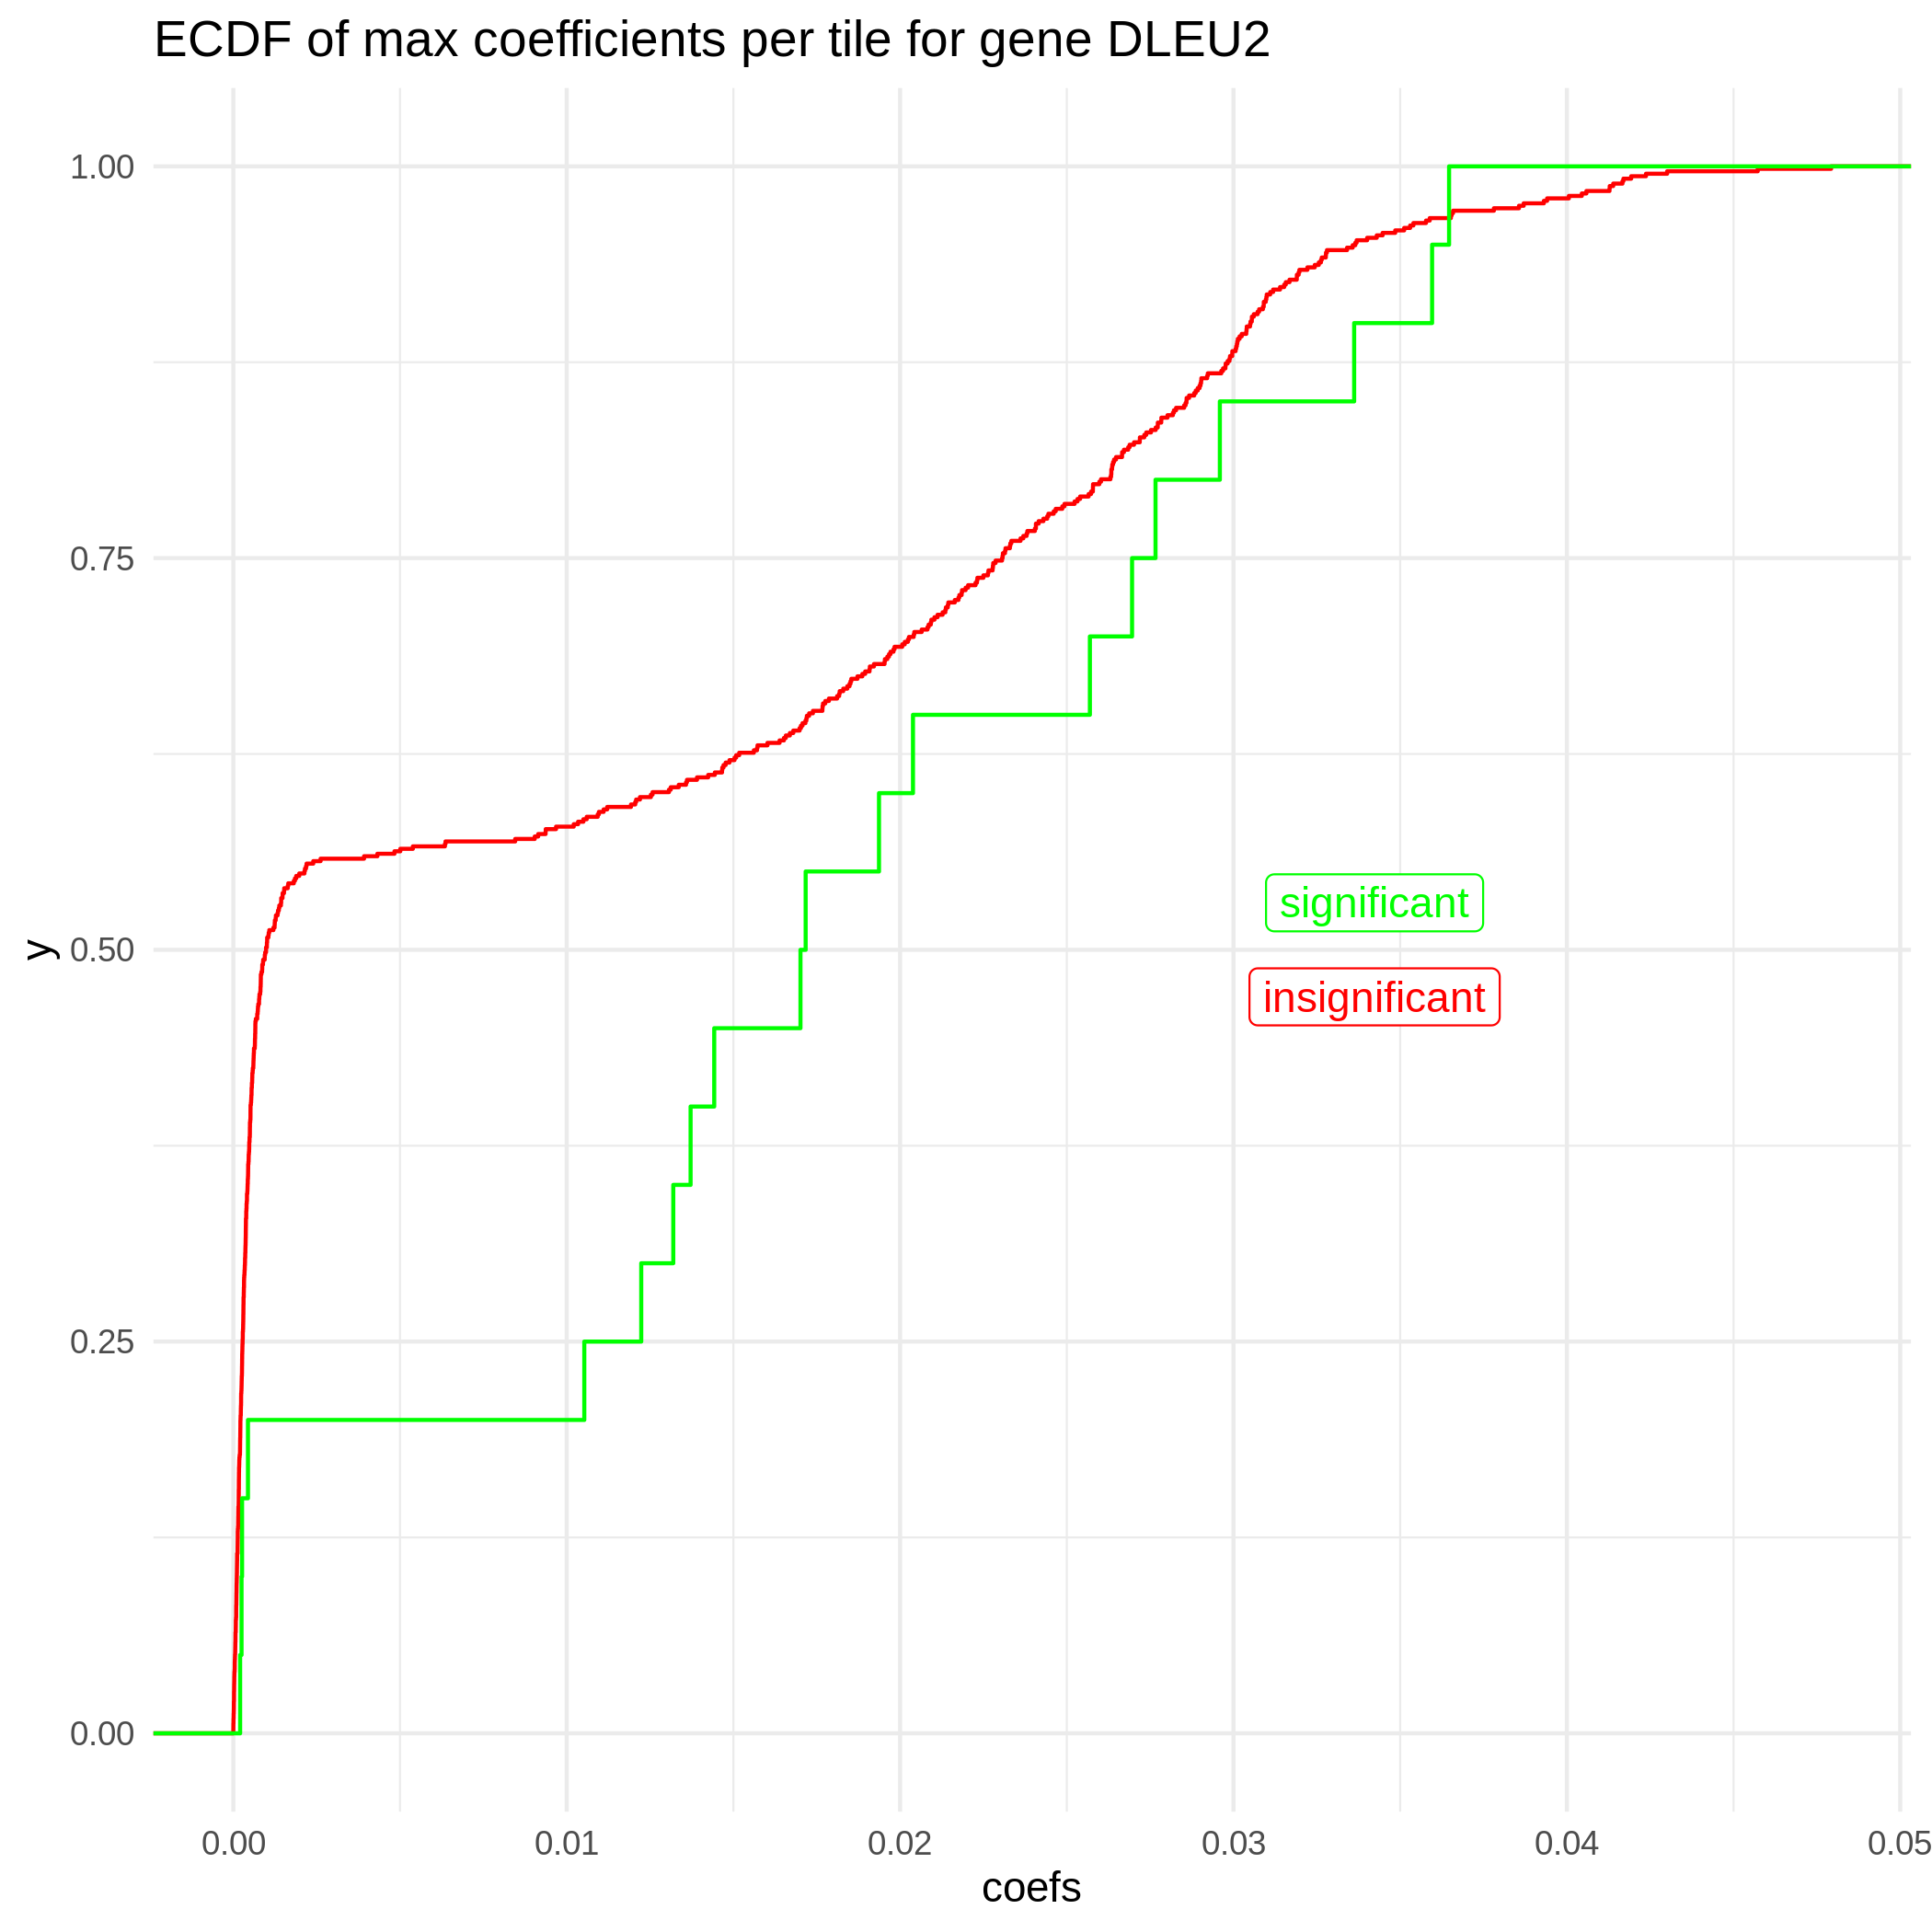 ECDF of max coefficients per tile for gene DLEU2
1.00
0.75
0.50
0.25
0.00
y
significant
insignificant
0.00 0.01 0.02 0.03 0.04 0.05
coefs